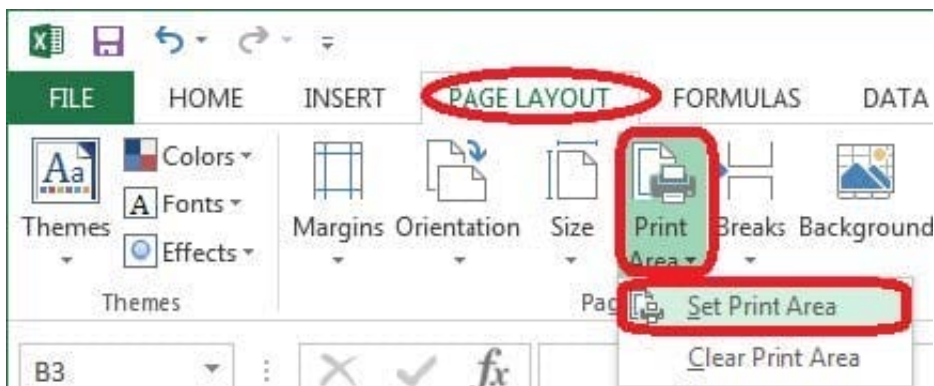 FILE HOME INSERT PAGE LAYOUT FORMULAS DATA
Aa Colors
A Fonts
Themes Effects Margins Orientation Size Print Area Breaks Background
Themes
Set Print Area
B3 fx Clear Print Area